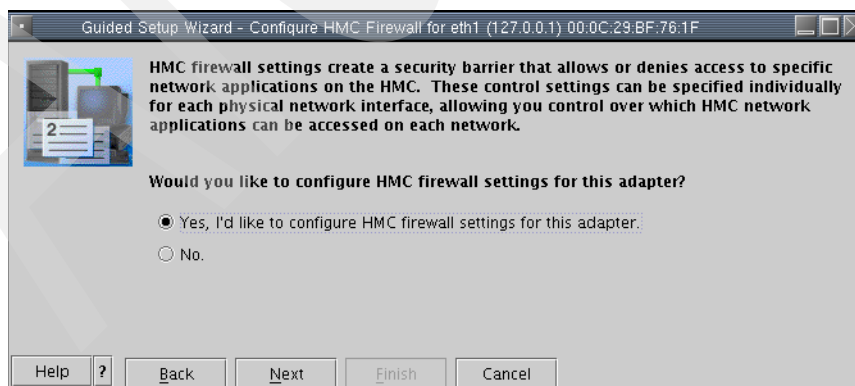 Guided Setup Wizard - Configure HMC Firewall for eth1 (127.0.0.1) 00:0C:29:BF:76:1F
HMC firewall settings create a security barrier that allows or denies access to specific
network applications on the HMC. These control settings can be specified individually
for each physical network interface, allowing you control over which HMC network
applications can be accessed on each network.
2
Would you like to configure HMC firewall settings for this adapter?
Yes, I'd like to configure HMC firewall settings for this adapter.
No.
Help ? Back Next Finish Cancel